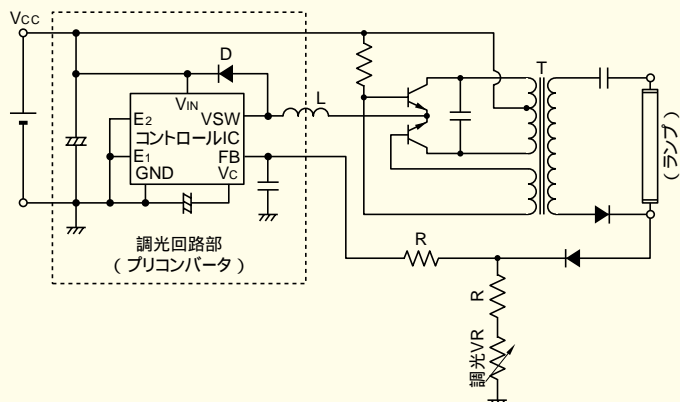 VCC
D
T
VIN
L
E2
VSW
コントロールIC
E1
FB
GND
VC
(ランプ)
調光回路部
(プリコンバータ)
R
R
調光VR